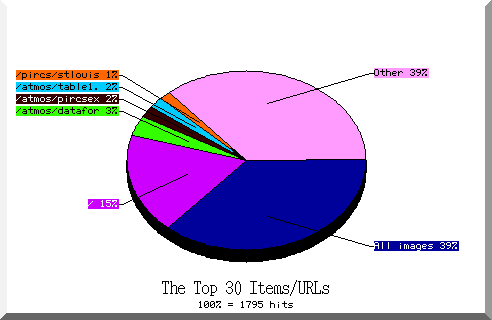 Other 39%
/pircs/stlouis 1%
/atmos/table1. 2%
/atmos/pircsex 2%
/atmos/datafor 3%
/ 15%
All images 39%
The Top 30 Items/URLs
100% = 1795 hits